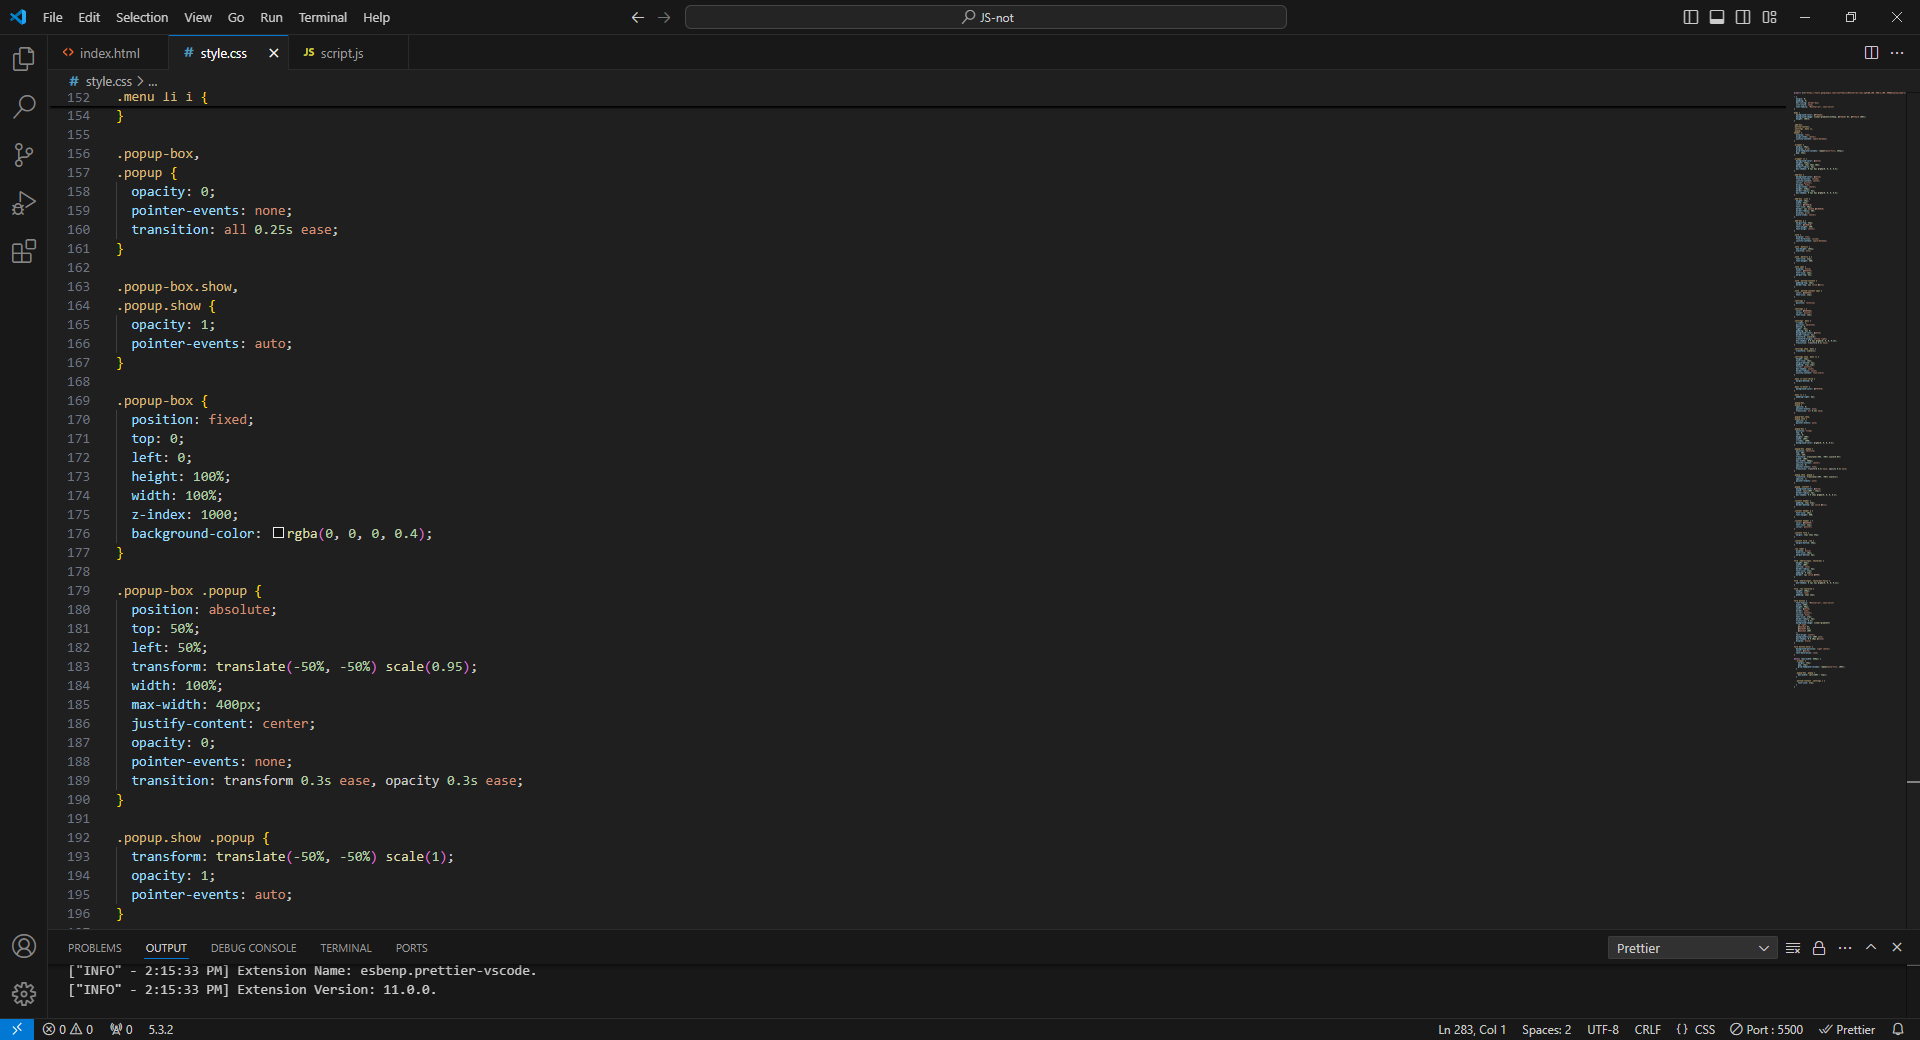 File Edit Selection View Go Run Terminal Help
JS-not
index.html
style.css
JS script.js
# style.css > ...
152 .menu li i {
154 }
155
156 .popup-box,
157 .popup {
158 opacity: 0;
159 pointer-events: none;
160 transition: all 0.25s ease;
161 }
162
163 .popup-box.show,
164 .popup.show {
165 opacity: 1;
166 pointer-events: auto;
167 }
168
169 .popup-box {
170 position: fixed;
171 top: 0;
172 left: 0;
173 height: 100%;
174 width: 100%;
175 z-index: 1000;
176 background-color: rgba(0, 0, 0, 0.4);
177 }
178
179 .popup-box .popup {
180 position: absolute;
181 top: 50%;
182 left: 50%;
183 transform: translate(-50%, -50%) scale(0.95);
184 width: 100%;
185 max-width: 400px;
186 justify-content: center;
187 opacity: 0;
188 pointer-events: none;
189 transition: transform 0.3s ease, opacity 0.3s ease;
190 }
191
192 .popup.show .popup {
193 transform: translate(-50%, -50%) scale(1);
194 opacity: 1;
195 pointer-events: auto;
196 }
PROBLEMS OUTPUT DEBUG CONSOLE TERMINAL PORTS
Prettier
["INFO" - 2:15:33 PM] Extension Name: esbenp.prettier-vscode.
["INFO" - 2:15:33 PM] Extension Version: 11.0.0.
0 0 0 5.3.2
Ln 283, Col 1 Spaces: 2 UTF-8 CRLF {} CSS Port : 5500 Prettier